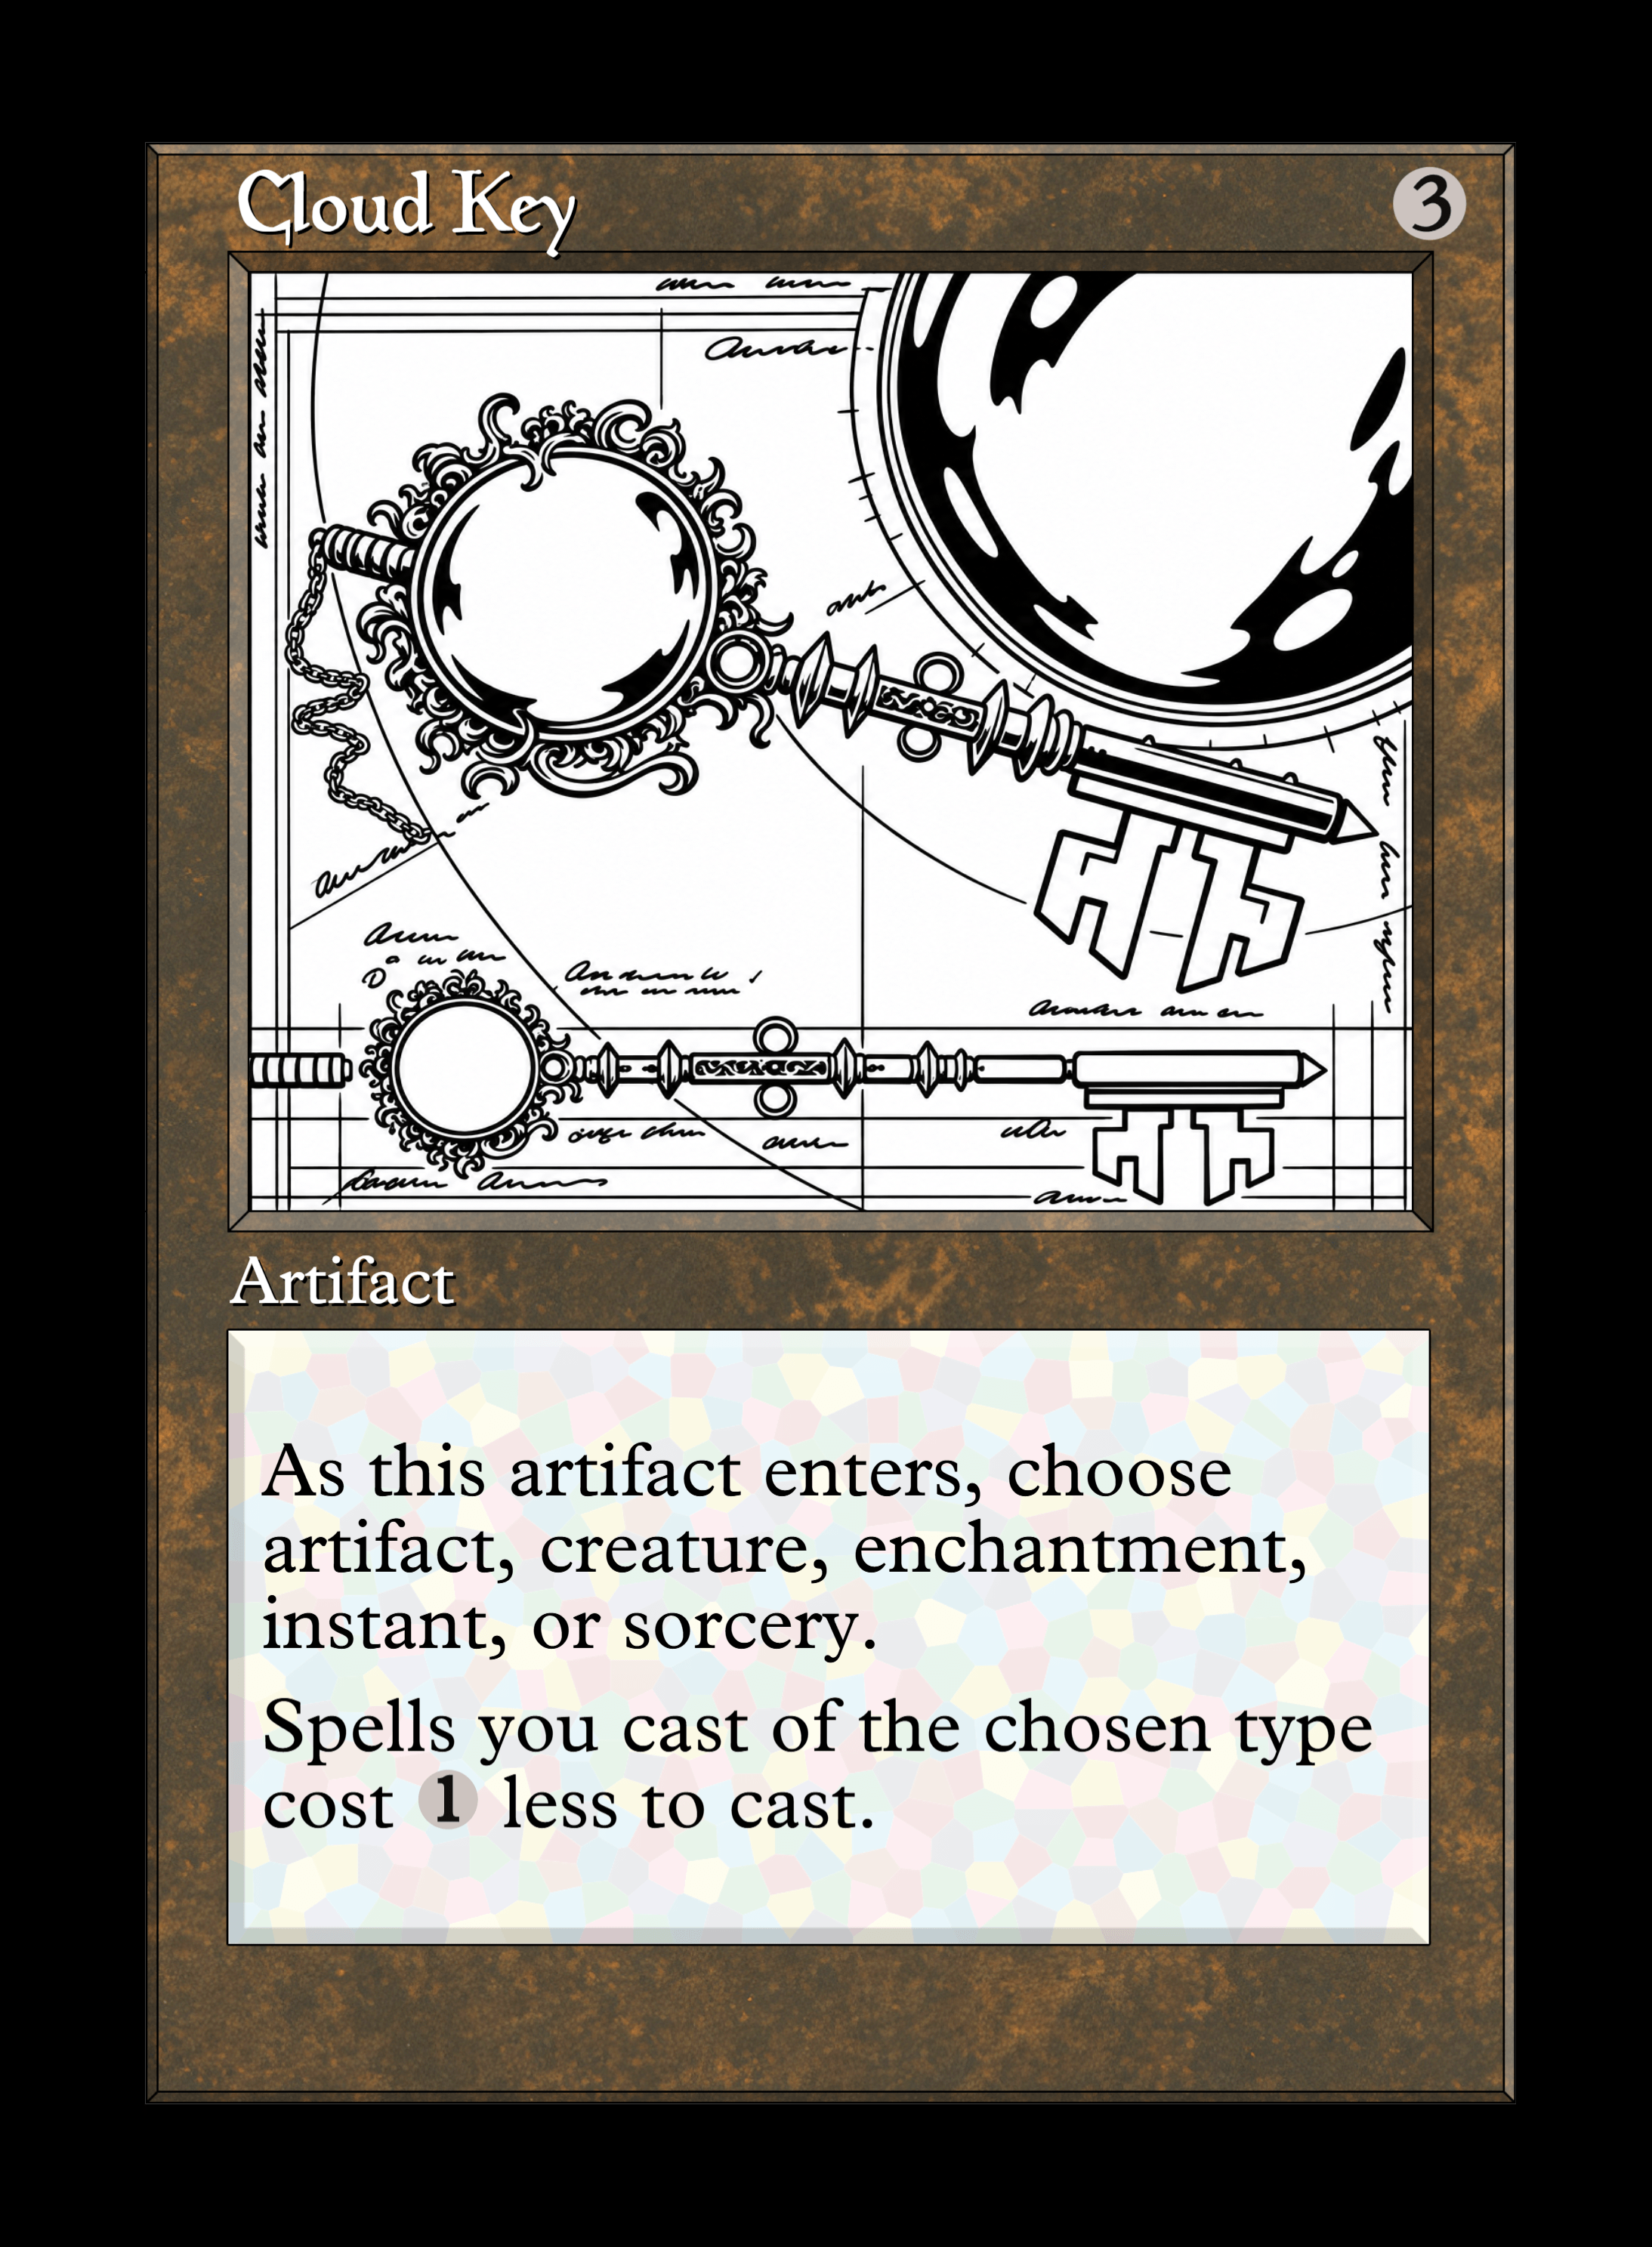 Cloud Key
3
Artifact
As this artifact enters, choose
artifact, creature, enchantment,
instant, or sorcery.
Spells you cast of the chosen type
cost 1 less to cast.